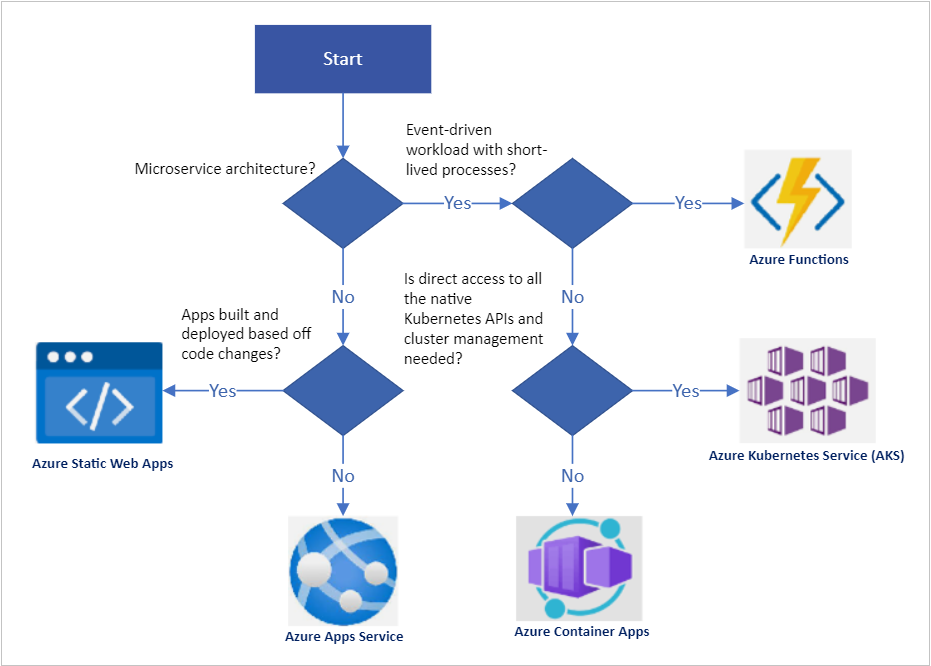 Start
Microservice architecture?
Event-driven
workload with short-
lived processes?
Yes
Yes
Azure Functions
No
Is direct access to all
the native
Kubernetes APIs and
cluster management
needed?
No
Apps built and
deployed based off
code changes?
Yes
Azure Static Web Apps
Yes
Azure Kubernetes Service (AKS)
No
Azure Apps Service
No
Azure Container Apps